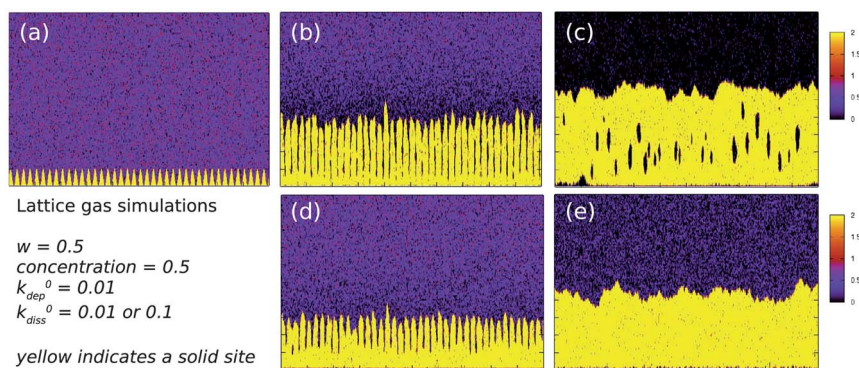 (a)
(b)
(c)
2
1.5
1
0.5
0
Lattice gas simulations
w = 0.5
concentration = 0.5
k_dep^0 = 0.01
k_diss^0 = 0.01 or 0.1
yellow indicates a solid site
(d)
(e)
2
1.5
1
0.5
0